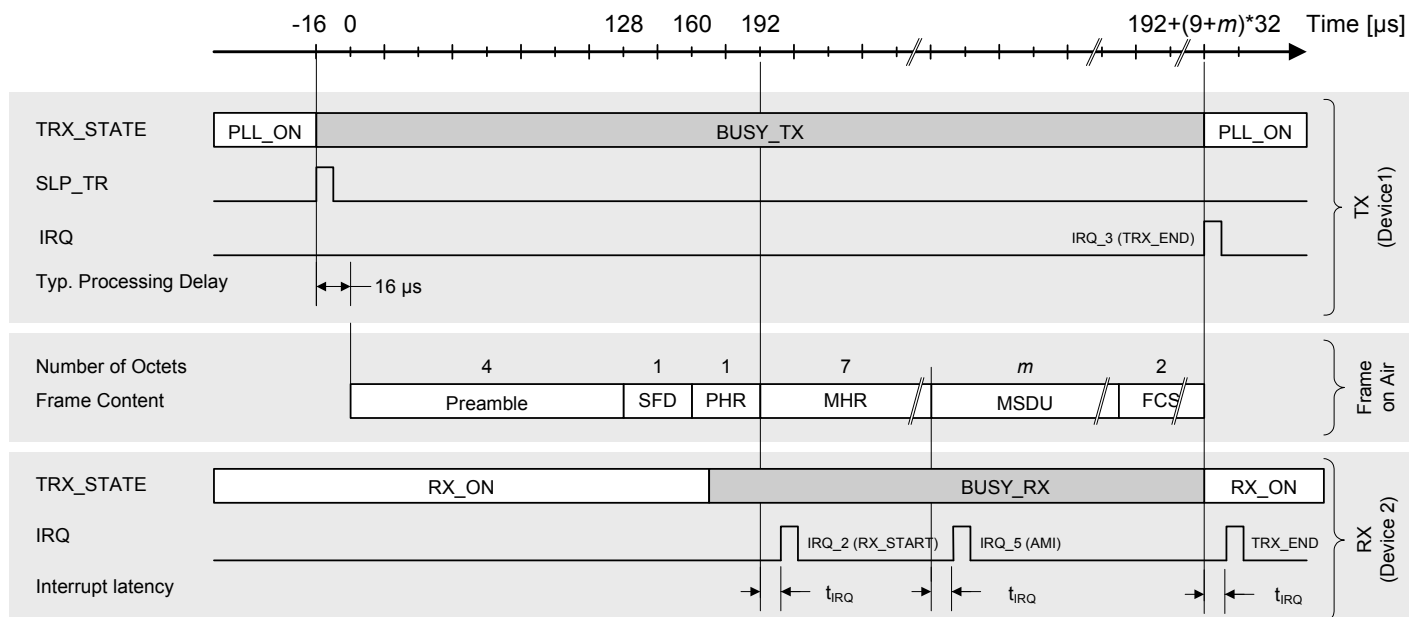 -16 0 128 160 192 192+(9+m)*32 Time [µs]
TRX_STATE PLL_ON BUSY_TX PLL_ON
SLP_TR
IRQ IRQ_3 (TRX_END)
Typ. Processing Delay 16 µs
TX
(Device1)
Number of Octets 4 1 1 7 m 2
Frame Content Preamble SFD PHR MHR MSDU FCS
Frame
on Air
TRX_STATE RX_ON BUSY_RX RX_ON
IRQ IRQ_2 (RX_START) IRQ_5 (AMI) TRX_END
Interrupt latency tIRQ tIRQ tIRQ
RX
(Device 2)